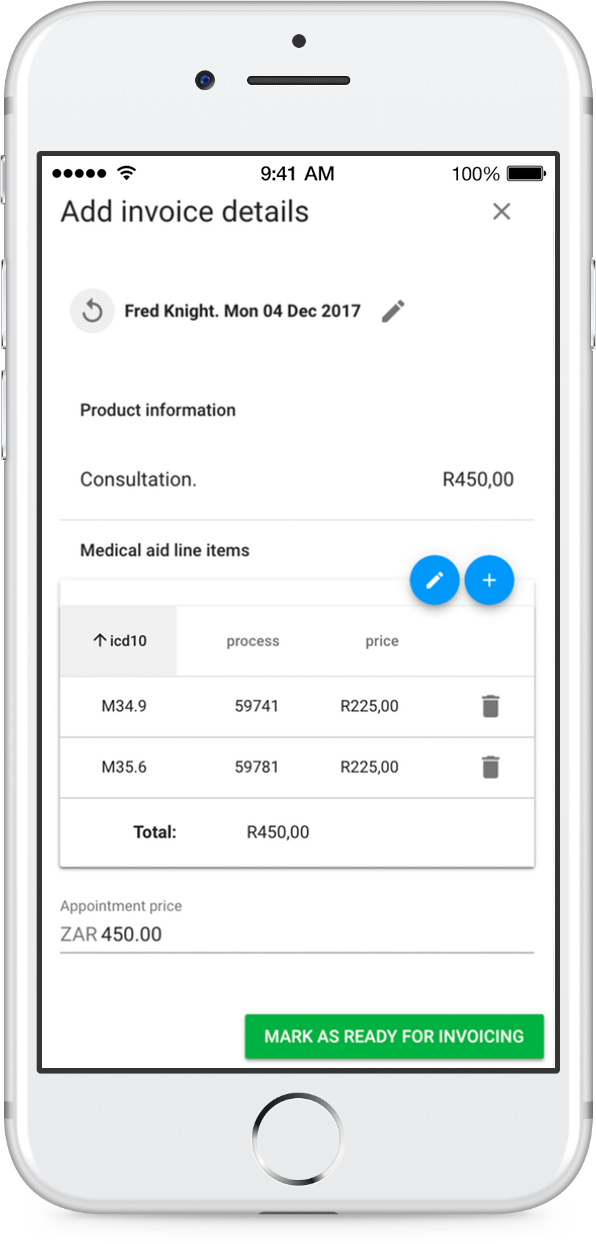 9:41 AM 100%
Add invoice details
Fred Knight. Mon 04 Dec 2017
Product information
Consultation. R450,00
Medical aid line items
icd10 process price
M34.9 59741 R225,00
M35.6 59781 R225,00
Total: R450,00
Appointment price
ZAR 450.00
MARK AS READY FOR INVOICING